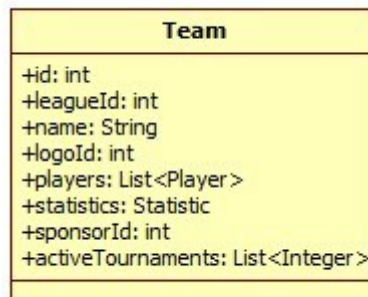 Team
+id: int
+leagueId: int
+name: String
+logoId: int
+players: List<Player>
+statistics: Statistic
+sponsorId: int
+activeTournaments: List<Integer>